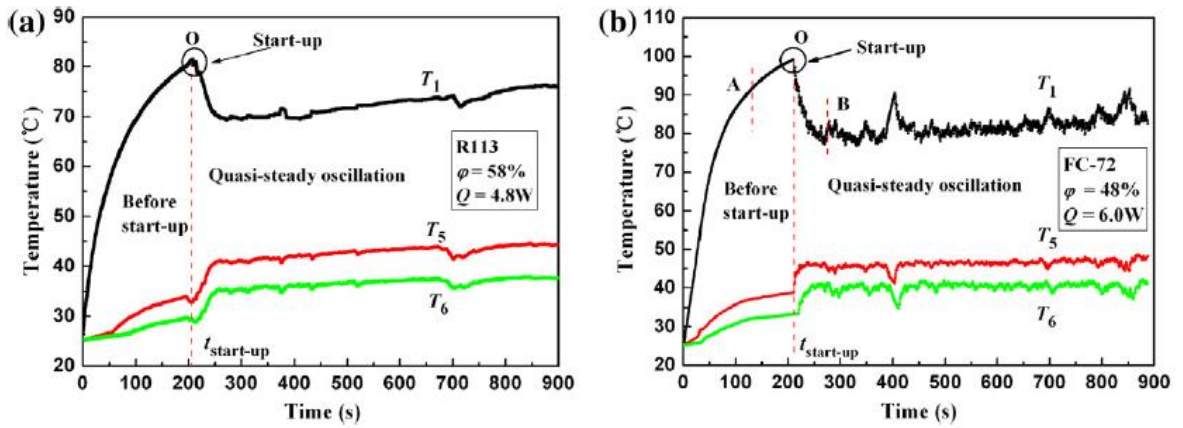 (a)
90
80
70
60
50
40
30
20
Temperature (℃)
O
Start-up
T1
R113
φ = 58%
Q = 4.8W
Quasi-steady oscillation
Before
start-up
T5
T6
tstart-up
0 100 200 300 400 500 600 700 800 900
Time (s)
(b)
110
100
90
80
70
60
50
40
30
20
Temperature (℃)
O
Start-up
A
B
T1
FC-72
φ = 48%
Q = 6.0W
Before
start-up
Quasi-steady oscillation
T5
T6
tstart-up
0 100 200 300 400 500 600 700 800 900
Time (s)